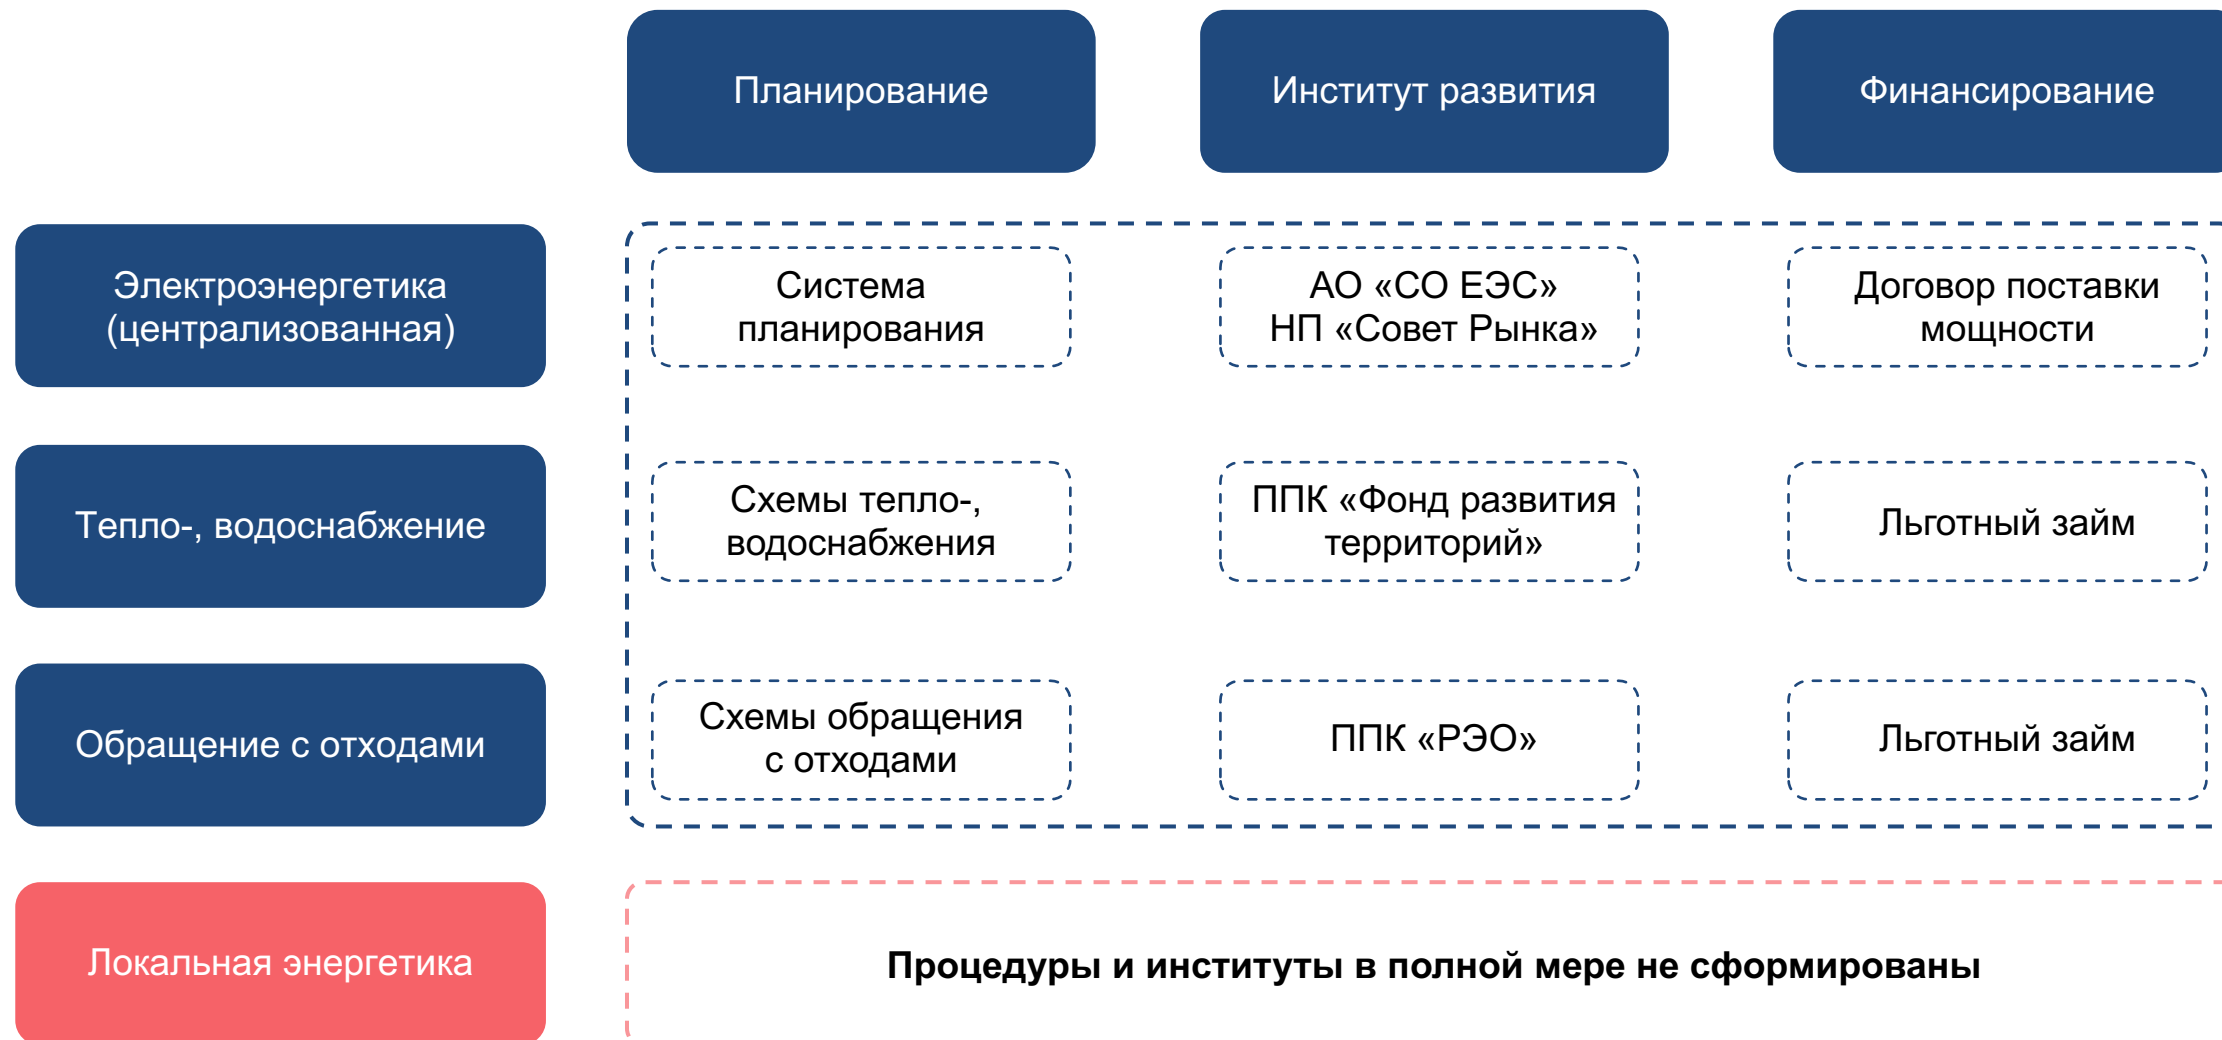 Планирование
Институт развития
Финансирование
Электроэнергетика
(централизованная)
Система
планирования
АО «СО ЕЭС»
НП «Совет Рынка»
Договор поставки
мощности
Тепло-, водоснабжение
Схемы тепло-,
водоснабжения
ППК «Фонд развития
территорий»
Льготный займ
Обращение с отходами
Схемы обращения
с отходами
ППК «РЭО»
Льготный займ
Локальная энергетика
Процедуры и институты в полной мере не сформированы